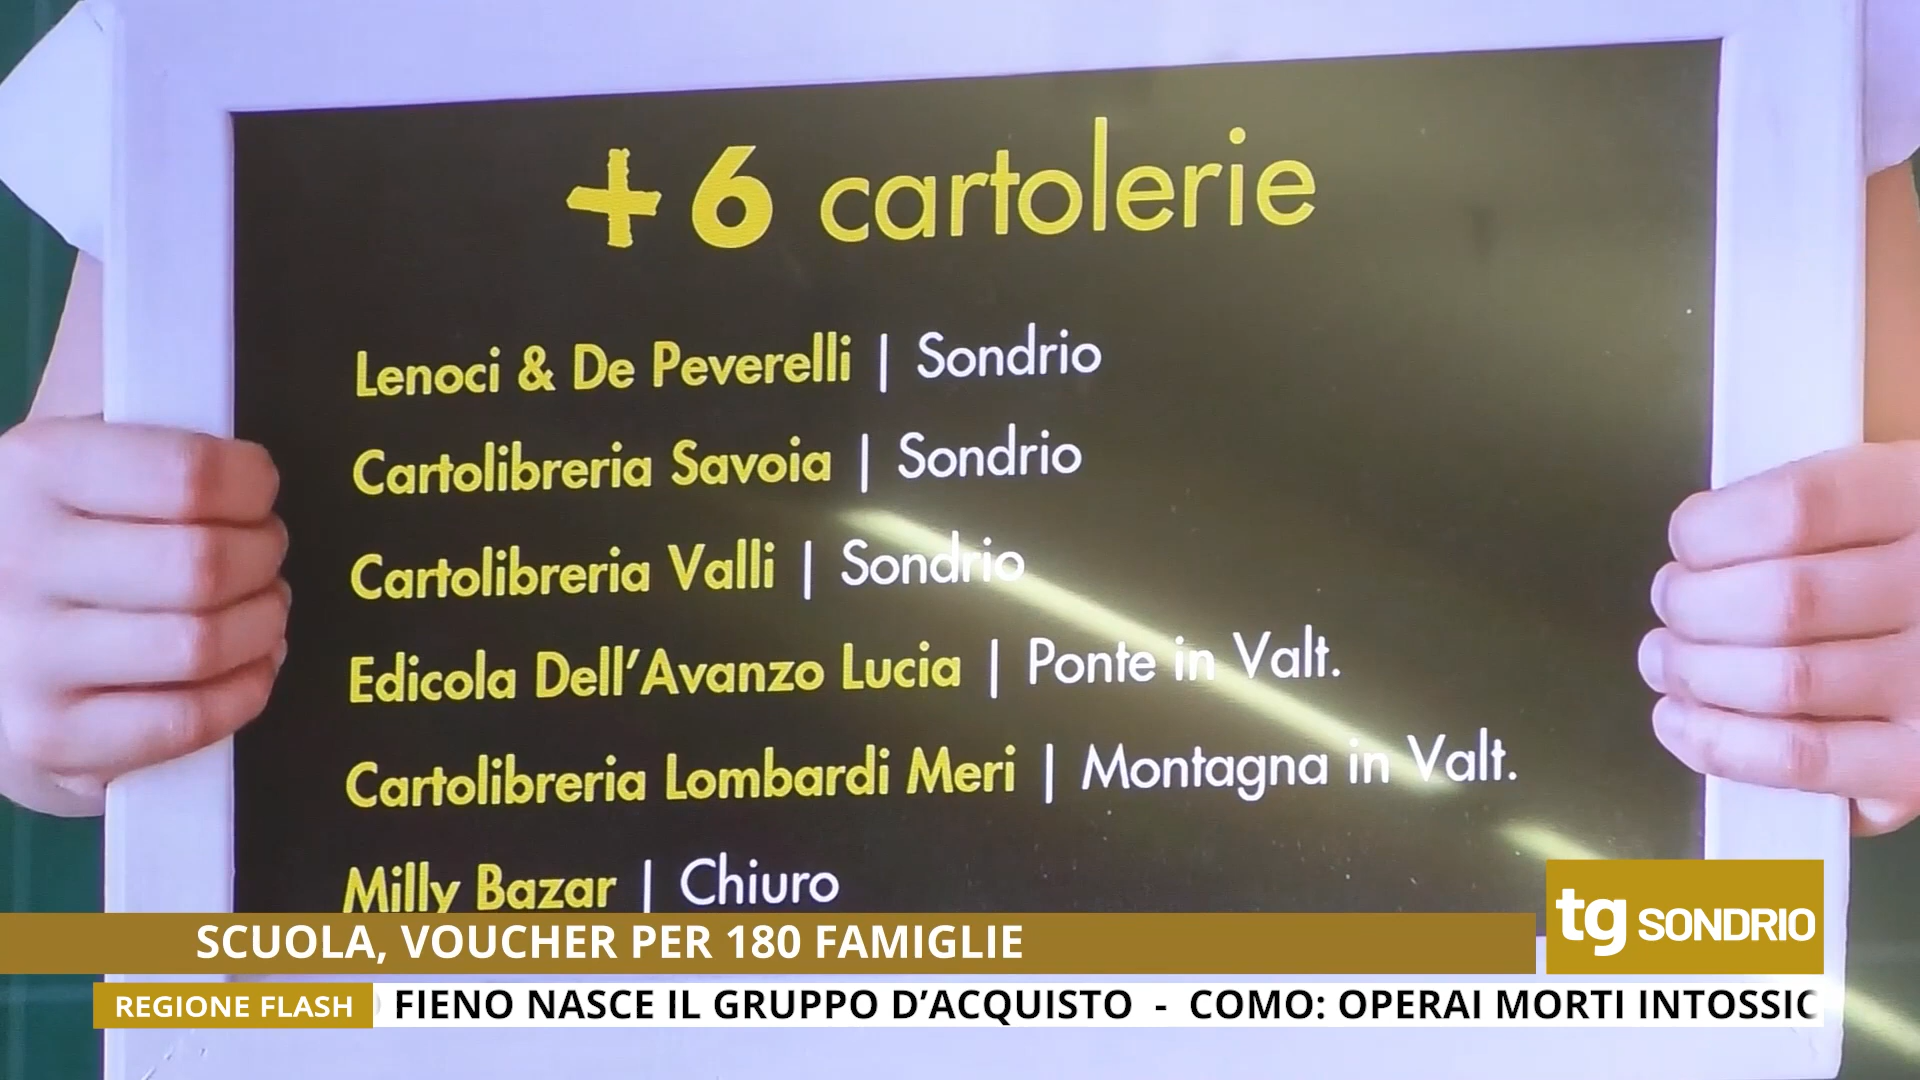 +6 cartolerie
Lenoci & De Peverelli | Sondrio
Cartolibreria Savoia | Sondrio
Cartolibreria Valli | Sondrio
Edicola Dell'Avanzo Lucia | Ponte in Valt.
Cartolibreria Lombardi Meri | Montagna in Valt.
Milly Bazar | Chiuro
SCUOLA, VOUCHER PER 180 FAMIGLIE
tg SONDRIO
REGIONE FLASH
FIENO NASCE IL GRUPPO D’ACQUISTO - COMO: OPERAI MORTI INTOSSIC